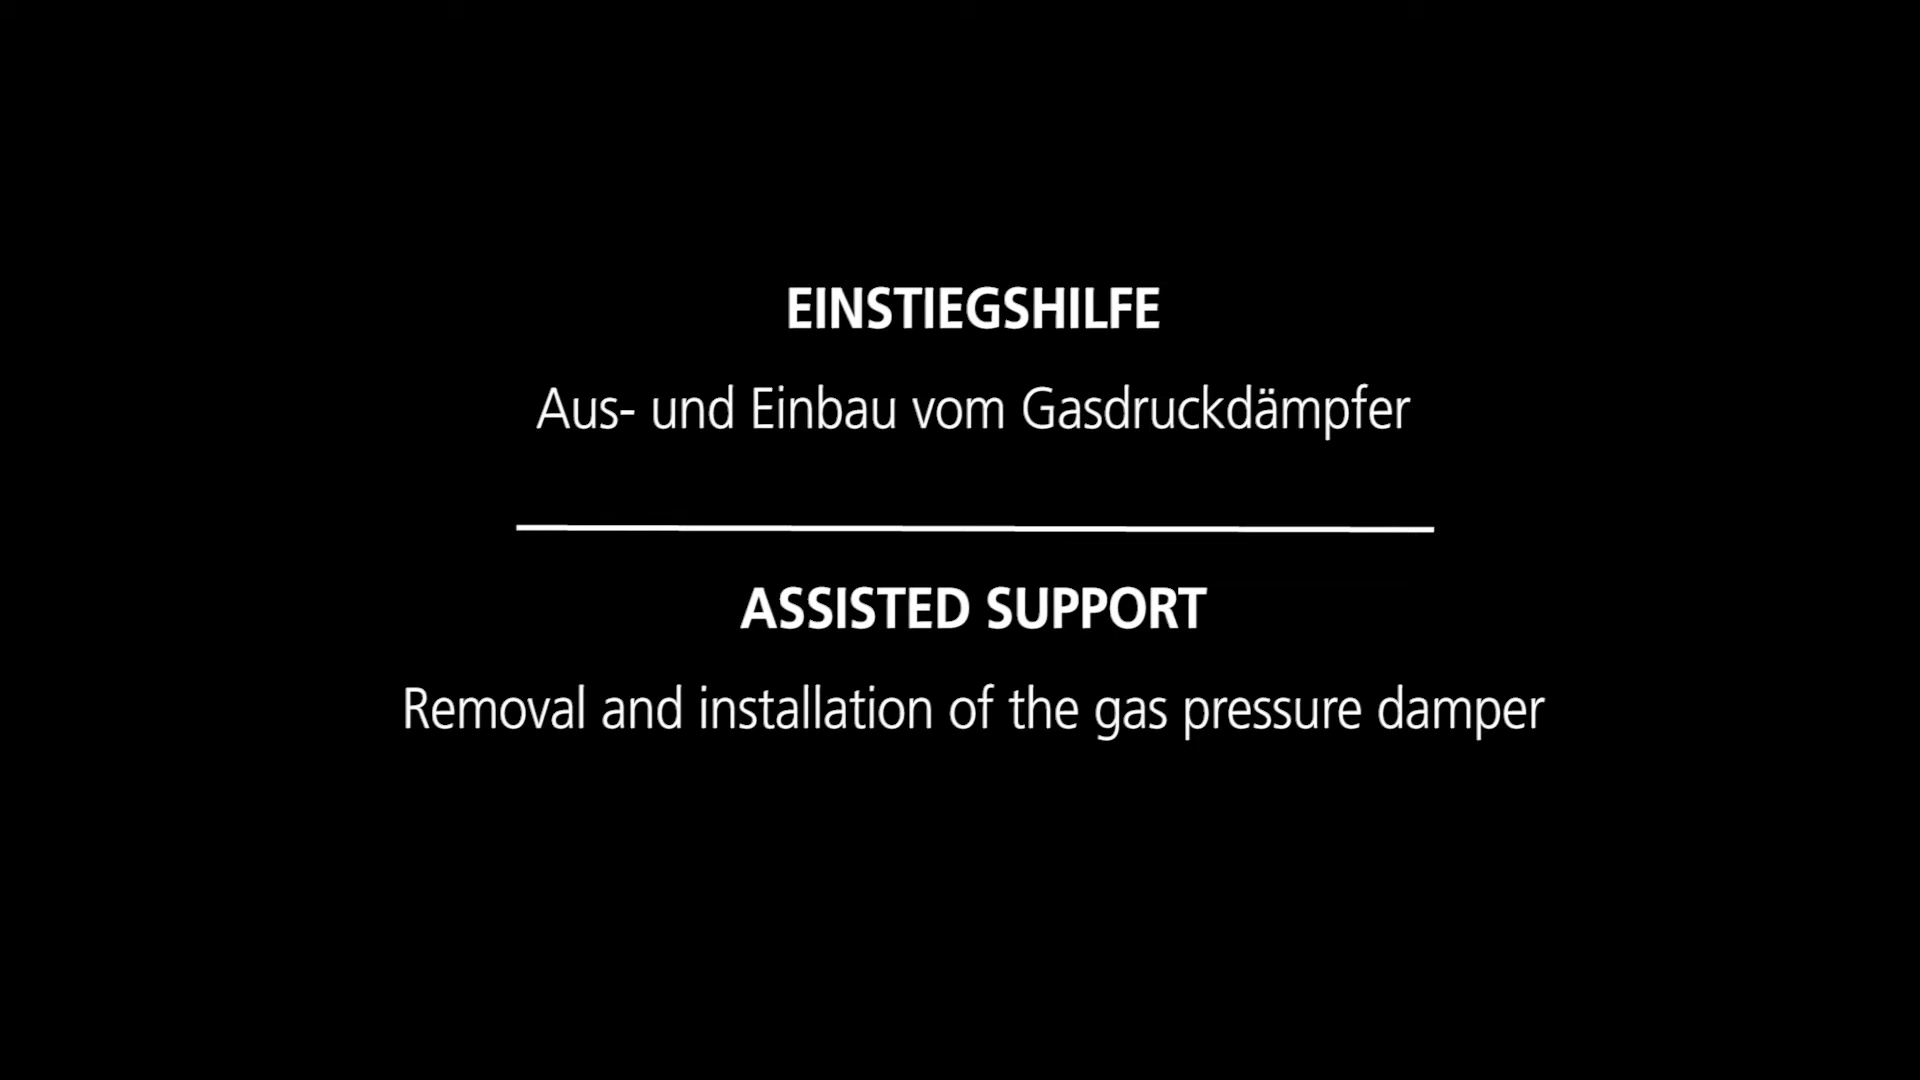 EINSTIEGSHILFE
Aus- und Einbau vom Gasdruckdämpfer
ASSISTED SUPPORT
Removal and installation of the gas pressure damper